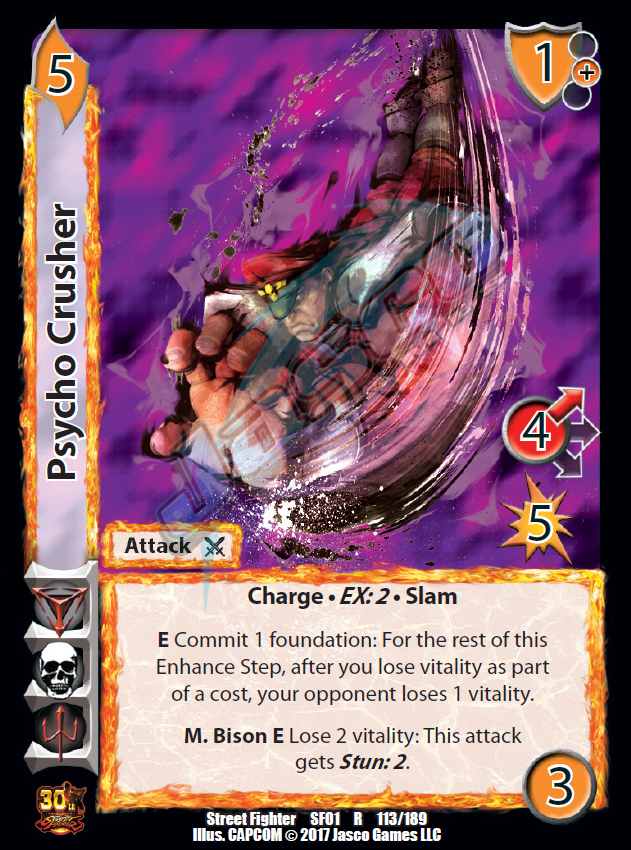 5
1
+
Psycho Crusher
4
5
Attack
Charge • EX: 2 • Slam
E Commit 1 foundation: For the rest of this
Enhance Step, after you lose vitality as part
of a cost, your opponent loses 1 vitality.
M. Bison E Lose 2 vitality: This attack
gets Stun: 2.
3
30th
Street Fighter SF01 R 113/189
Illus. CAPCOM © 2017 Jasco Games LLC
JASCO